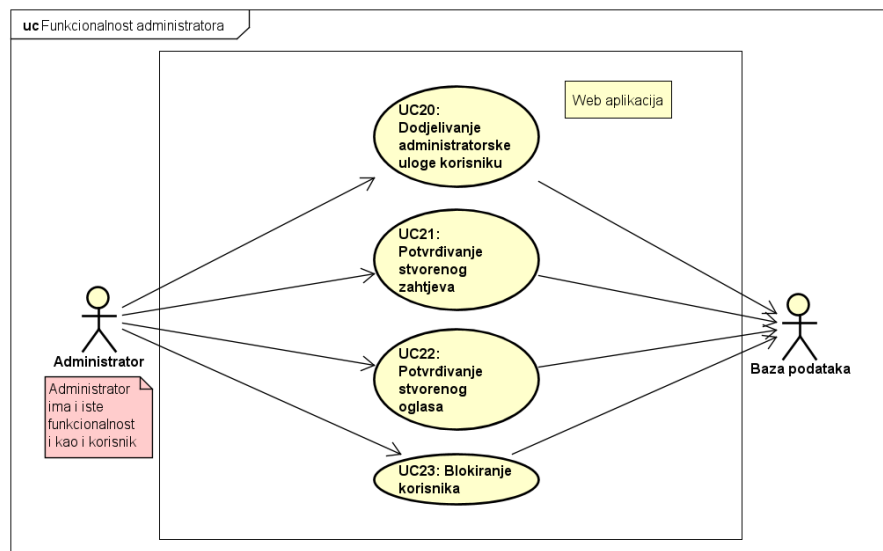 uc Funkcionalnost administratora
Web aplikacija
UC20:
Dodjelivanje
administratorske
uloge korisniku
UC21:
Potvrđivanje
stvorenog
zahtjeva
UC22:
Potvrđivanje
stvorenog
oglasa
UC23: Blokiranje
korisnika
Administrator
Administrator
ima i iste
funkcionalnost
i kao i korisnik
Baza podataka